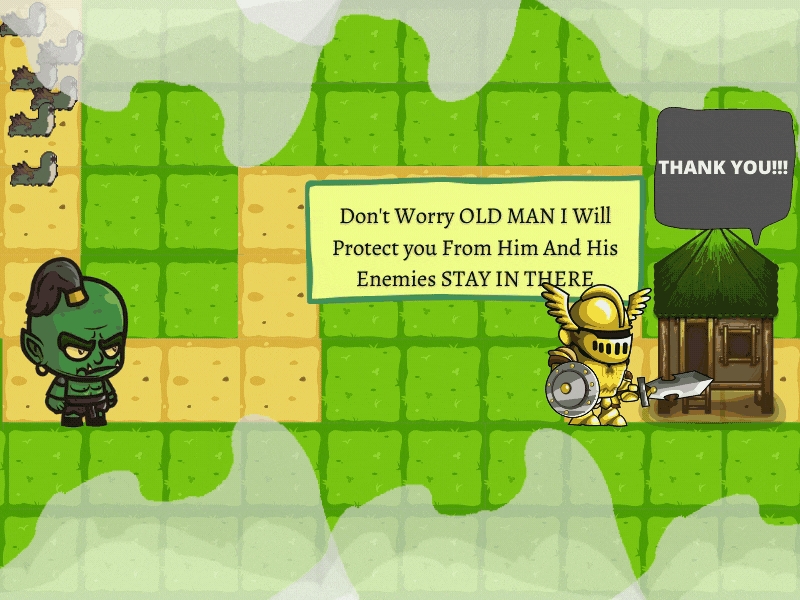 THANK YOU!!!
Don't Worry OLD MAN I Will
Protect you From Him And His
Enemies STAY IN THERE